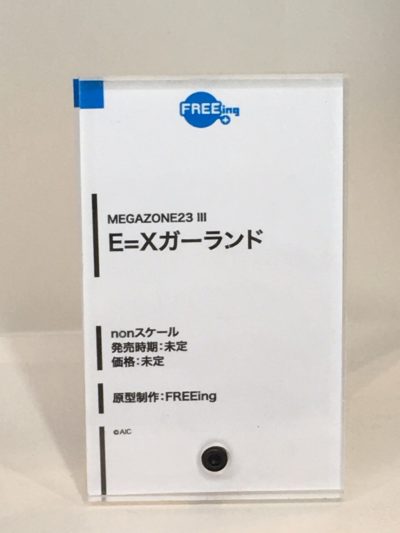 FREEing
MEGAZONE23 III
E=Xガーランド
nonスケール
発売時期:未定
価格:未定
原型制作:FREEing
©AIC